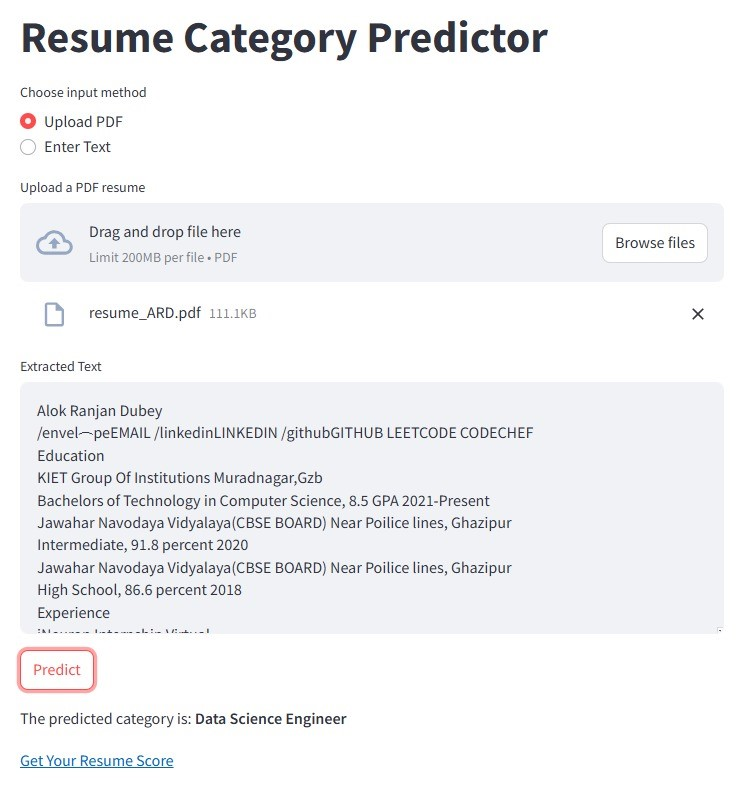 Resume Category Predictor
Choose input method
Upload PDF
Enter Text
Upload a PDF resume
Drag and drop file here
Limit 200MB per file • PDF
Browse files
resume_ARD.pdf 111.1KB
Extracted Text
Alok Ranjan Dubey
/envel⌢peEMAIL /linkedinLINKEDIN /githubGITHUB LEETCODE CODECHEF
Education
KIET Group Of Institutions Muradnagar,Gzb
Bachelors of Technology in Computer Science, 8.5 GPA 2021-Present
Jawahar Navodaya Vidyalaya(CBSE BOARD) Near Poilice lines, Ghazipur
Intermediate, 91.8 percent 2020
Jawahar Navodaya Vidyalaya(CBSE BOARD) Near Poilice lines, Ghazipur
High School, 86.6 percent 2018
Experience
iNeuron Internship Virtual
Predict
The predicted category is: Data Science Engineer
Get Your Resume Score